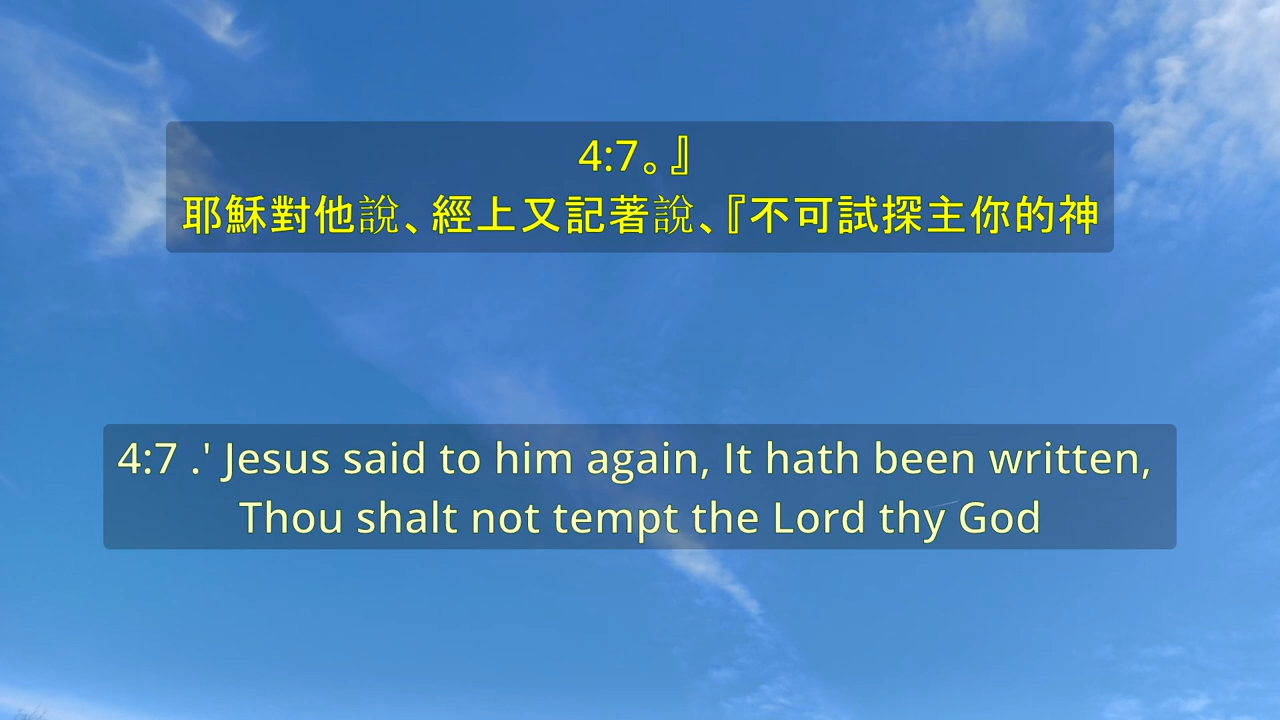 4:7。』
耶穌對他說、經上又記著說、『不可試探主你的神
4:7 .' Jesus said to him again, It hath been written,
Thou shalt not tempt the Lord thy God